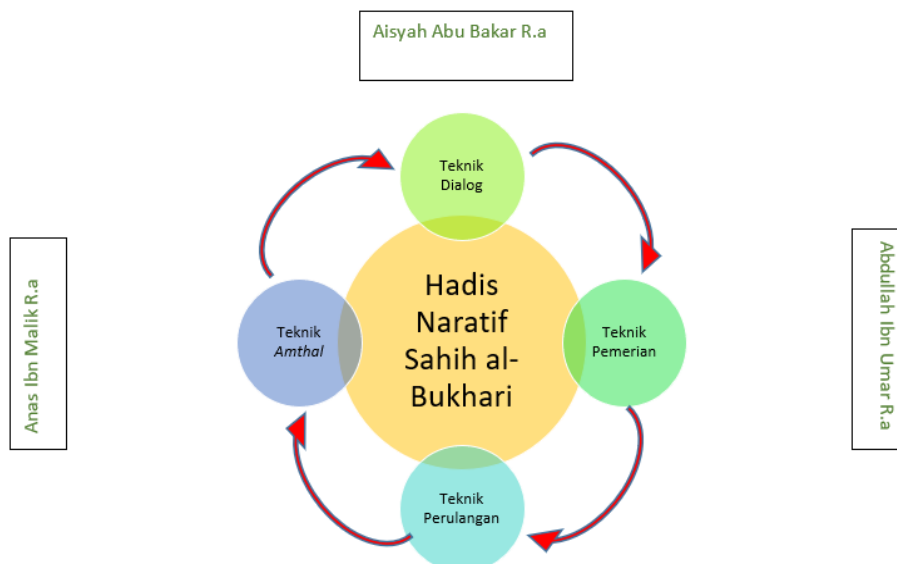 Aisyah Abu Bakar R.a
Teknik
Dialog
Anas Ibn Malik R.a
Teknik
Amthal
Hadis
Naratif
Sahih al-
Bukhari
Teknik
Pemerian
Abdullah Ibn Umar R.a
Teknik
Perulangan